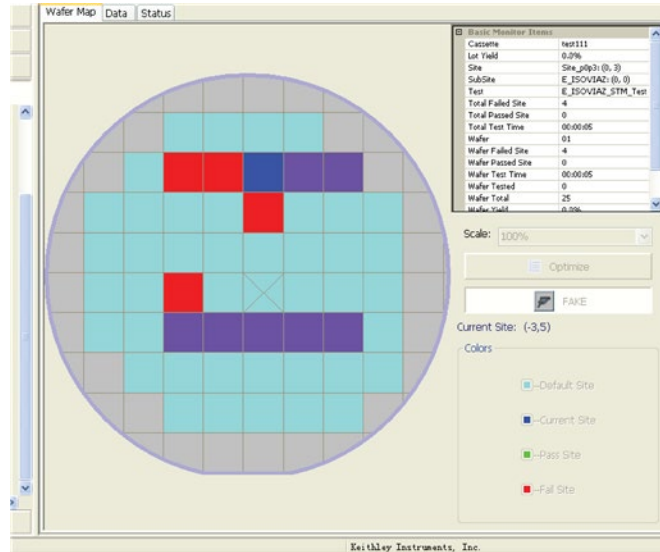 Wafer Map Data Status
Basic Monitor Items
Cassette test111
Lot Yield 0.0%
Site Site_p0p3: (0, 3)
SubSite E_ISOVIAZ: (0, 0)
Test E_ISOVIAZ_STM_Test
Total Failed Site 4
Total Passed Site 0
Total Test Time 00:00:05
Wafer 01
Wafer Failed Site 4
Wafer Passed Site 0
Wafer Test Time 00:00:05
Wafer Tested 0
Wafer Total 25
Wafer Yield 0.0%
Scale: 100%
Optimize
FAKE
Current Site: (-3,5)
Colors
-Default Site
-Current Site
-Pass Site
-Fail Site
Keithley Instruments, Inc.